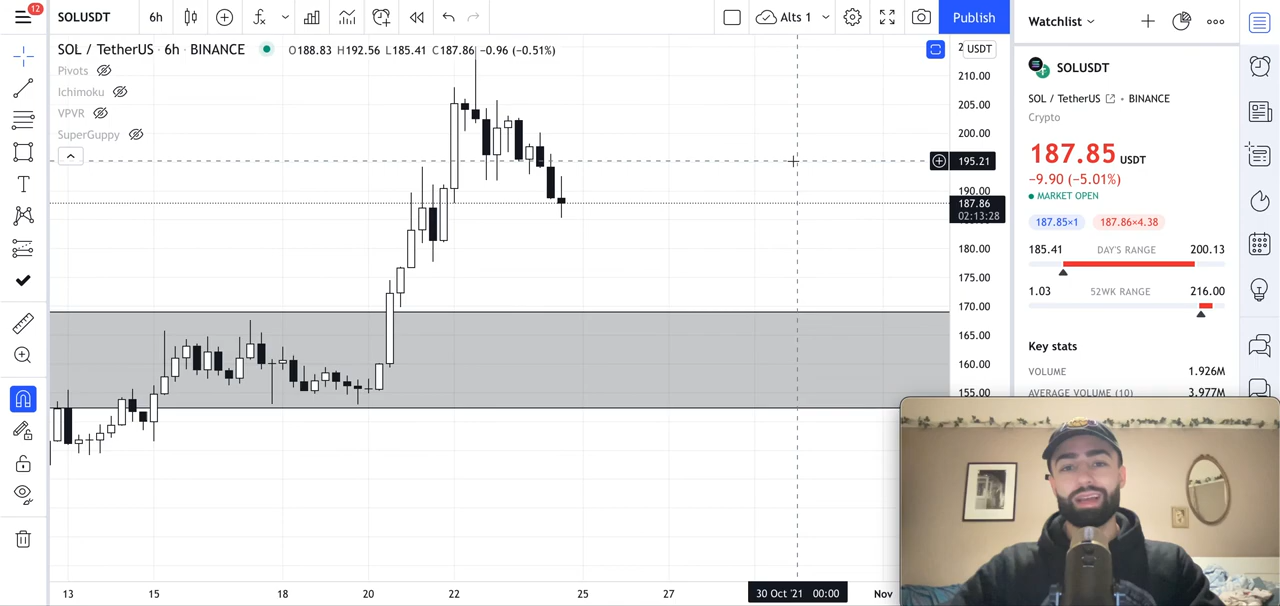 12
SOLUSDT
6h
Alts 1
Publish
Watchlist
SOL / TetherUS · 6h · BINANCE
O188.83 H192.56 L185.41 C187.86 −0.96 (−0.51%)
Pivots
Ichimoku
VPVR
SuperGuppy
USDT
210.00
205.00
200.00
195.21
190.00
187.86
02:13:28
180.00
175.00
170.00
165.00
160.00
155.00
13
15
18
20
22
25
27
30 Oct '21 00:00
Nov
SOLUSDT
SOL / TetherUS • BINANCE
Crypto
187.85 USDT
−9.90 (−5.01%)
MARKET OPEN
187.85×1
187.86×4.38
185.41 DAY'S RANGE 200.13
1.03 52WK RANGE 216.00
Key stats
VOLUME 1.926M
AVERAGE VOLUME (10) 3.977M